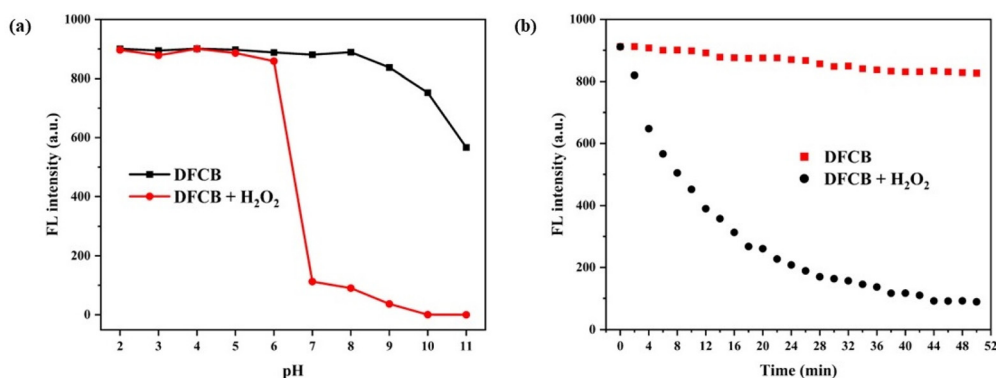 (a)
1000
800
600
400
200
0
FL intensity (a.u.)
DFCB
DFCB + H₂O₂
2 3 4 5 6 7 8 9 10 11
pH
(b)
1000
800
600
400
200
0
FL intensity (a.u.)
DFCB
DFCB + H₂O₂
0 4 8 12 16 20 24 28 32 36 40 44 48 52
Time (min)